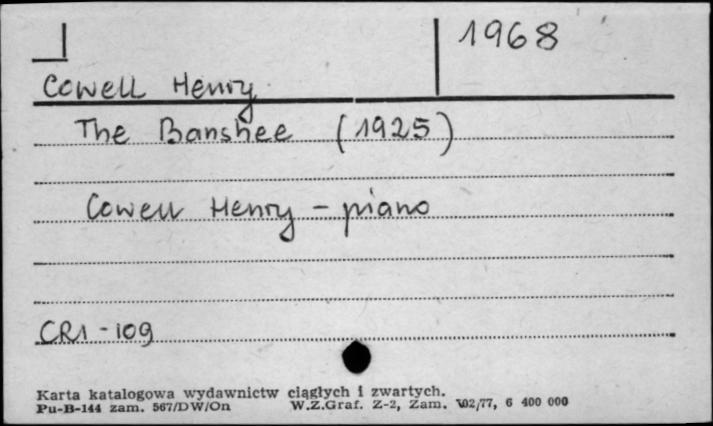 1968
Cowell Henry
The Banshee (1925)
Cowell Henry - piano
CR1-109
Karta katalogowa wydawnictw ciągłych i zwartych.
Pu-B-144 zam. 567/DW/On W.Z.Graf. Z-2, Zam. 102/77, 6 400 000